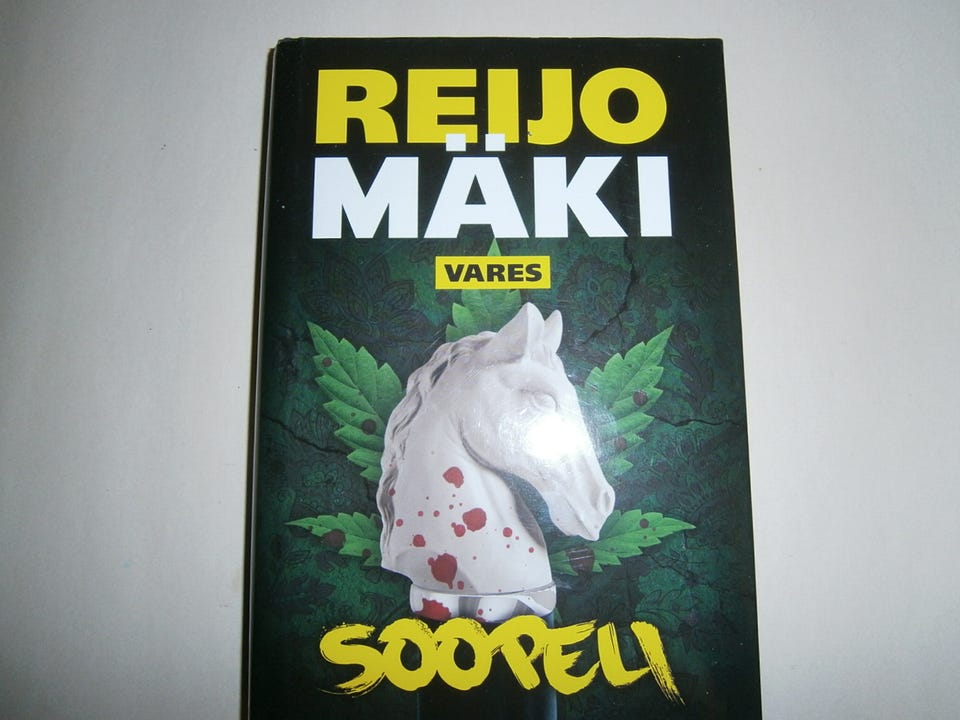 REIJO
MÄKI
VARES
SOOPELI